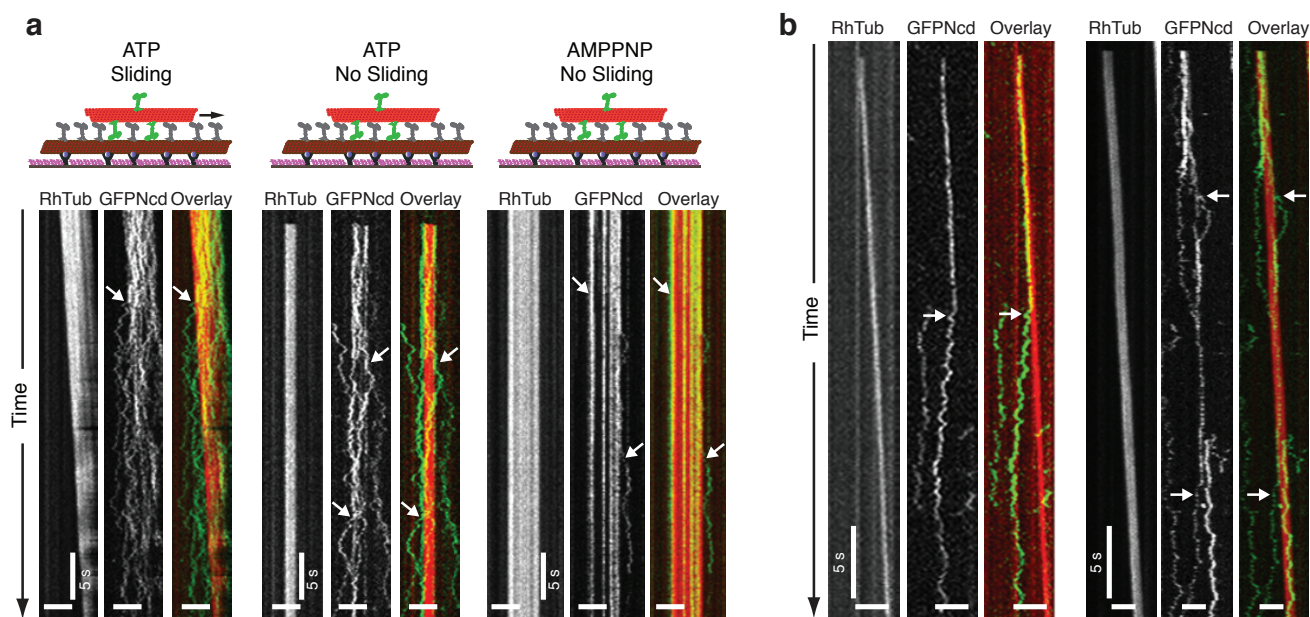 a
ATP
Sliding
ATP
No Sliding
AMPPNP
No Sliding
RhTub GFPNcd Overlay
RhTub GFPNcd Overlay
RhTub GFPNcd Overlay
Time
5 s
5 s
5 s
b
RhTub GFPNcd Overlay
RhTub GFPNcd Overlay
Time
5 s
5 s